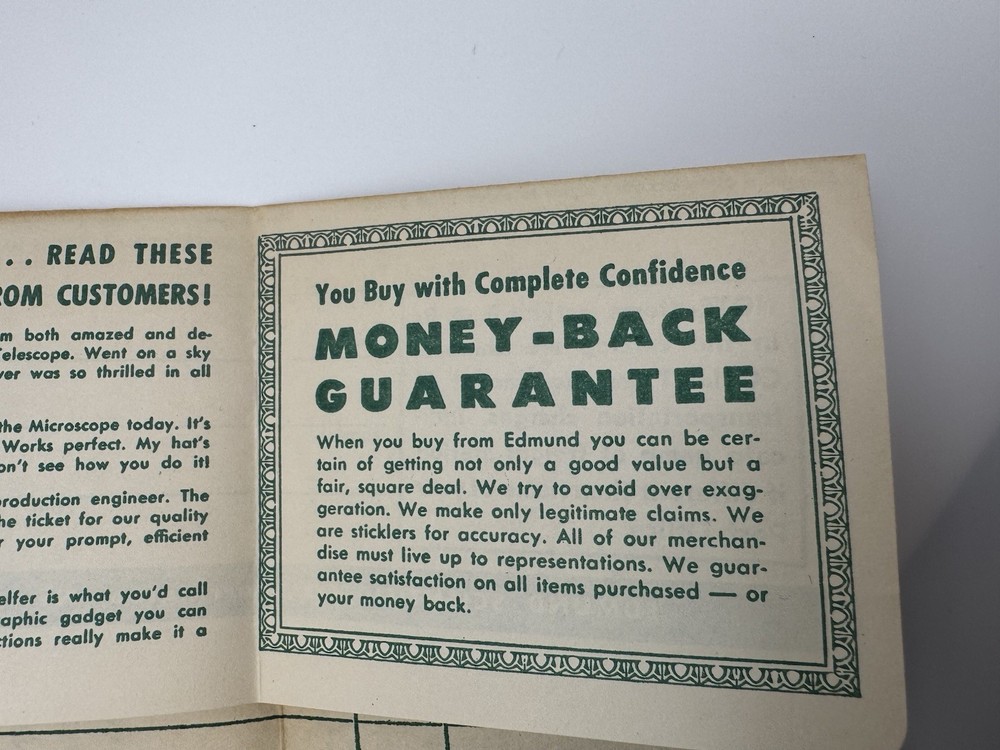 ... READ THESE
ROM CUSTOMERS!
m both amazed and de-
Telescope. Went on a sky
ver was so thrilled in all
the Microscope today. It's
Works perfect. My hat's
on't see how you do it!
production engineer. The
he ticket for our quality
r your prompt, efficient
elfer is what you'd call
aphic gadget you can
ctions really make it a
You Buy with Complete Confidence
MONEY-BACK
GUARANTEE
When you buy from Edmund you can be cer-
tain of getting not only a good value but a
fair, square deal. We try to avoid over exag-
geration. We make only legitimate claims. We
are sticklers for accuracy. All of our merchan-
dise must live up to representations. We guar-
antee satisfaction on all items purchased — or
your money back.